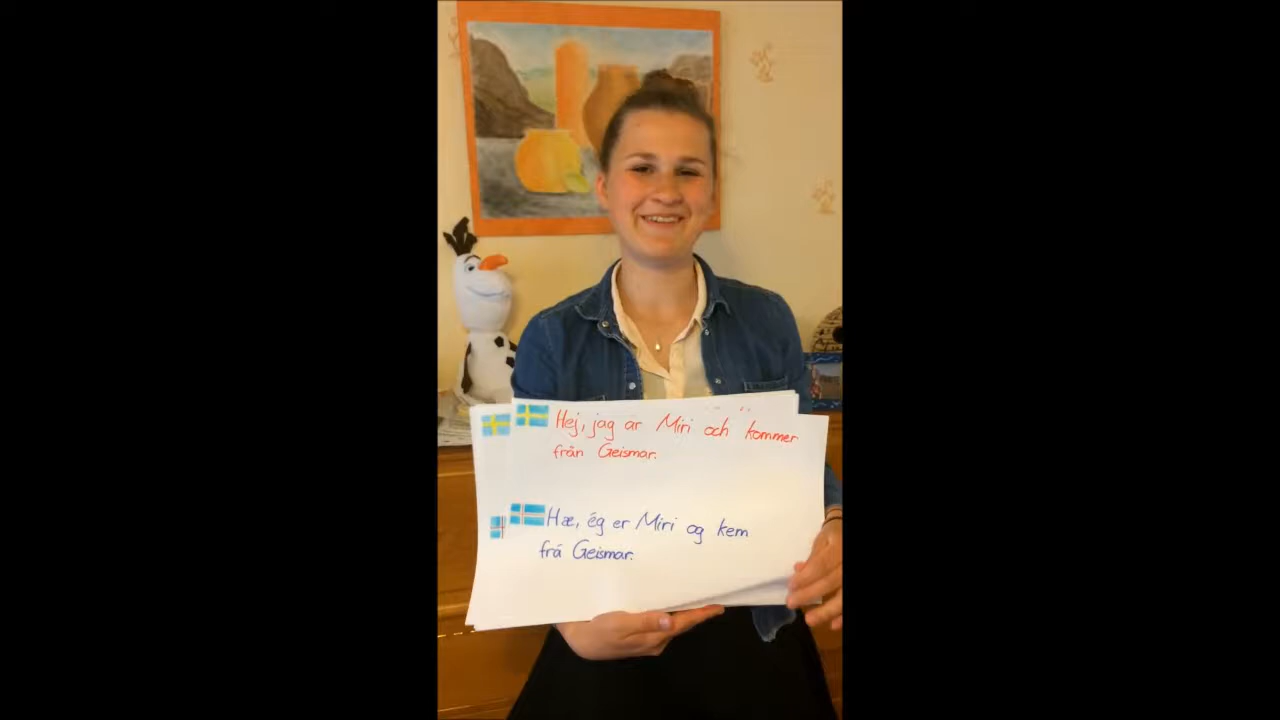 Hej, jag är Miri och kommer
från Geismar.
Hæ, ég er Miri og kem
frá Geismar.